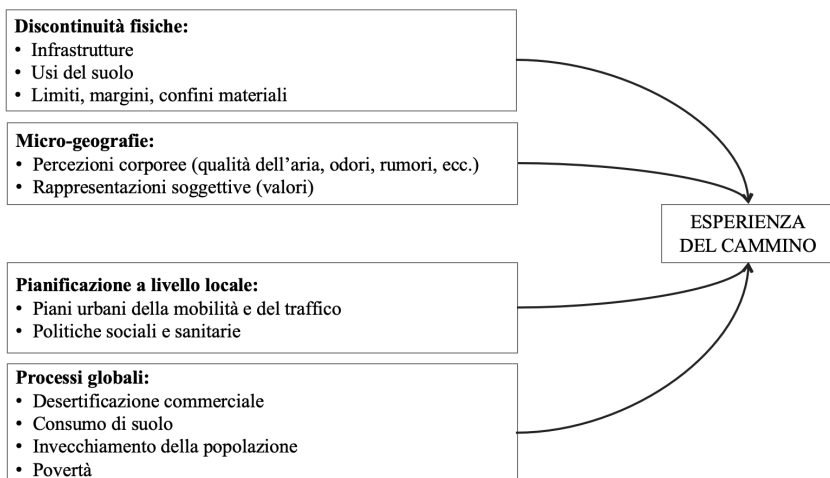 Discontinuità fisiche:
• Infrastrutture
• Usi del suolo
• Limiti, margini, confini materiali
Micro-geografie:
• Percezioni corporee (qualità dell’aria, odori, rumori, ecc.)
• Rappresentazioni soggettive (valori)
ESPERIENZA
DEL CAMMINO
Pianificazione a livello locale:
• Piani urbani della mobilità e del traffico
• Politiche sociali e sanitarie
Processi globali:
• Desertificazione commerciale
• Consumo di suolo
• Invecchiamento della popolazione
• Povertà